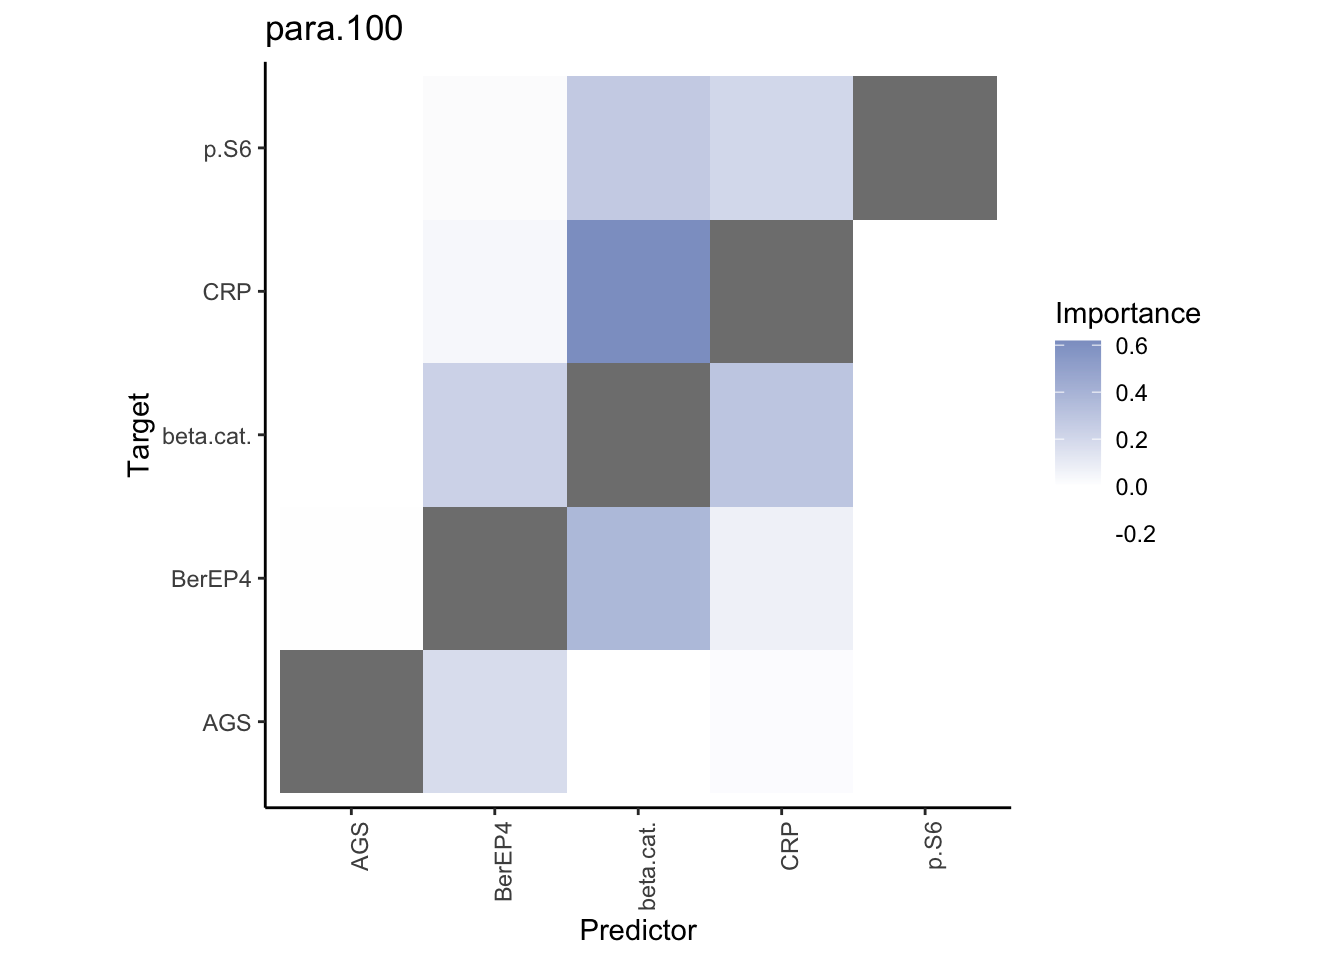 para.100
p.S6
CRP
beta.cat.
BerEP4
AGS
Target
AGS
BerEP4
beta.cat.
CRP
p.S6
Predictor
Importance
0.6
0.4
0.2
0.0
-0.2